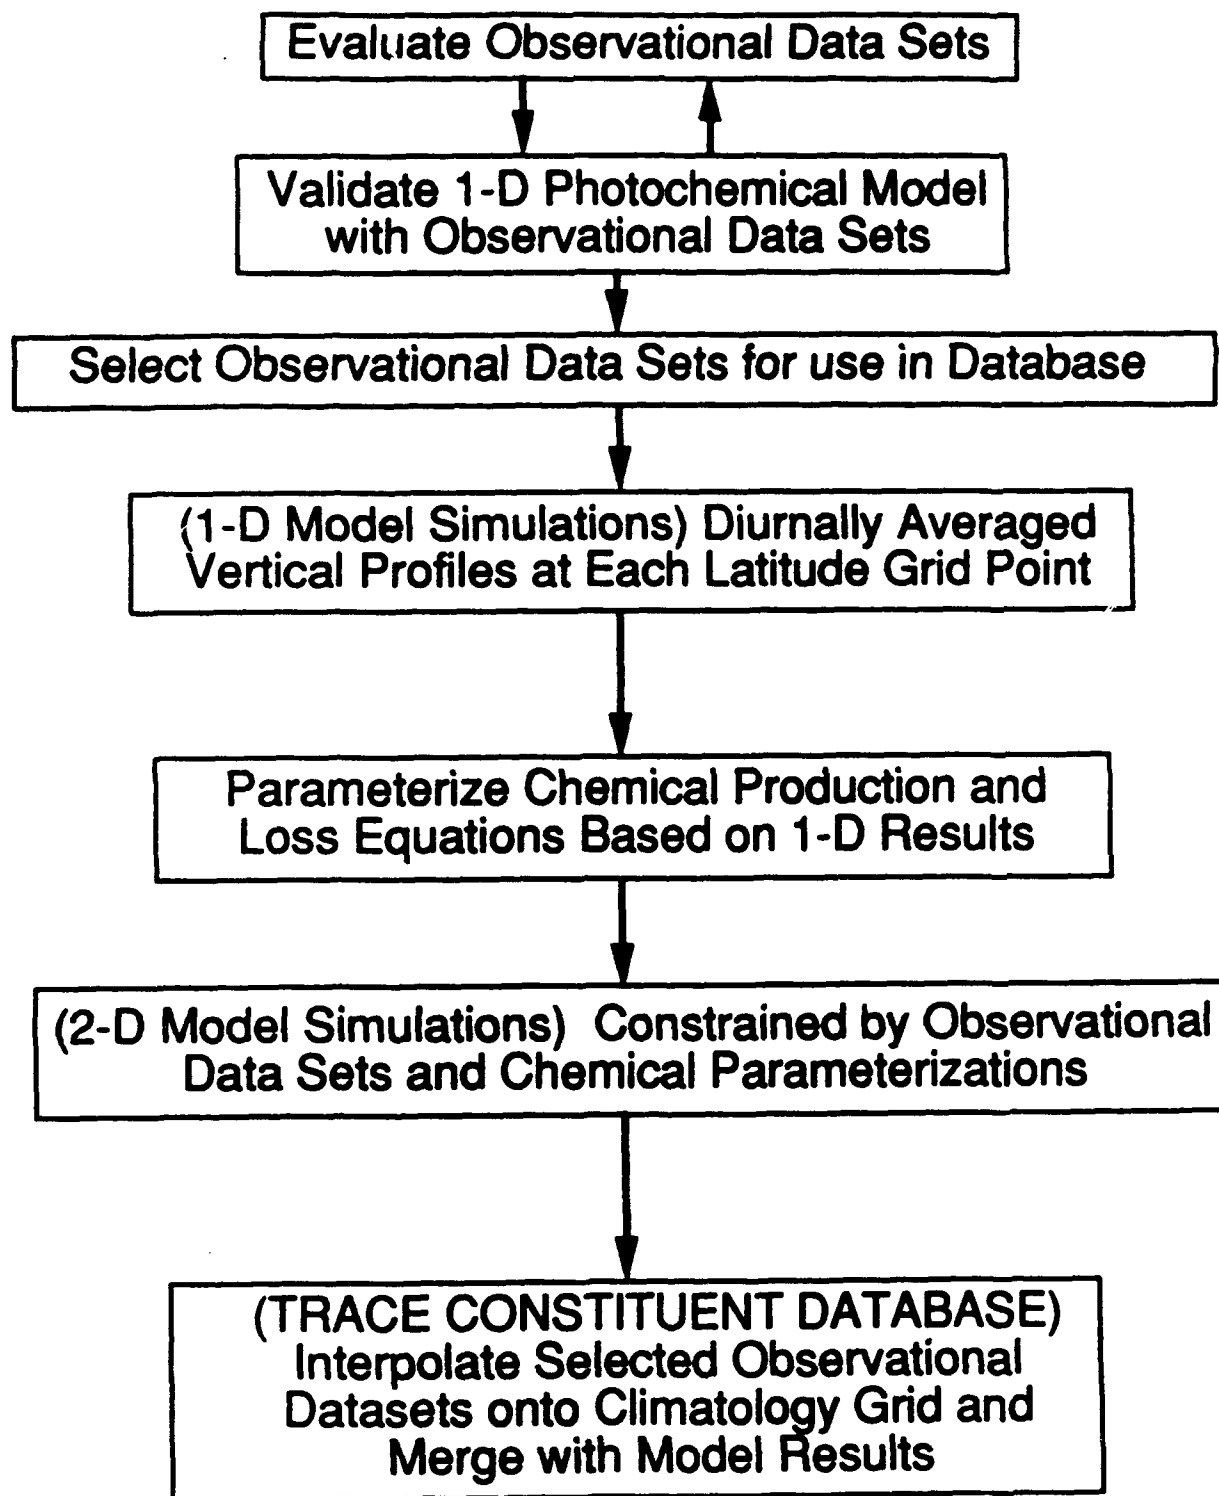 Evaluate Observational Data Sets
Validate 1-D Photochemical Model
with Observational Data Sets
Select Observational Data Sets for use in Database
(1-D Model Simulations) Diurnally Averaged
Vertical Profiles at Each Latitude Grid Point
Parameterize Chemical Production and
Loss Equations Based on 1-D Results
(2-D Model Simulations) Constrained by Observational
Data Sets and Chemical Parameterizations
(TRACE CONSTITUENT DATABASE)
Interpolate Selected Observational
Datasets onto Climatology Grid and
Merge with Model Results